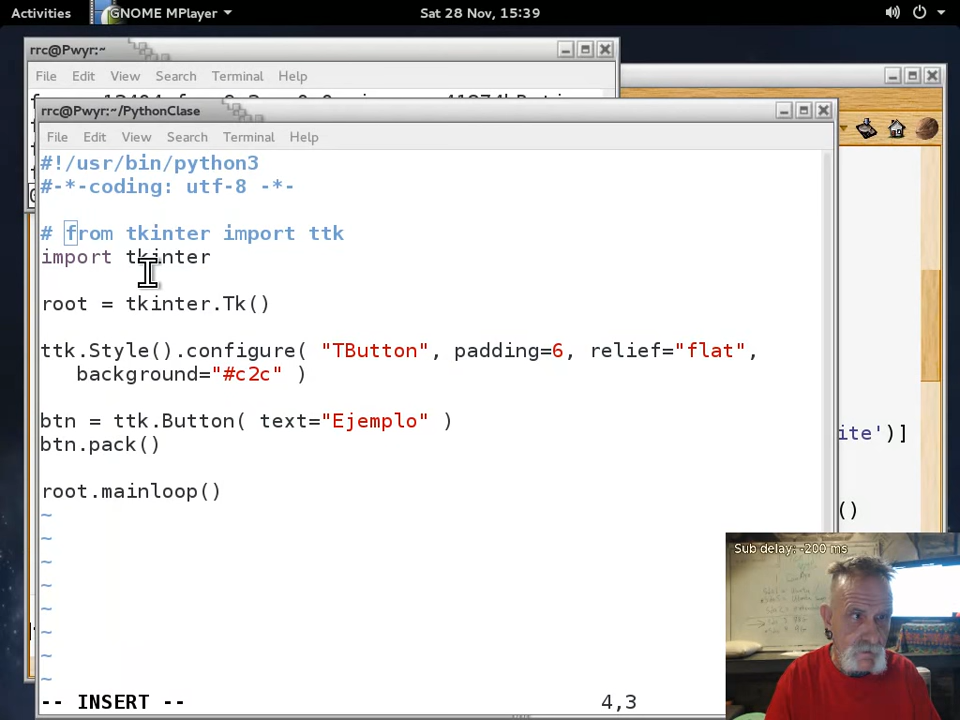 Activities GNOME MPlayer Sat 28 Nov, 15:39
rrc@Pwyr:~
File Edit View Search Terminal Help
rrc@Pwyr:~/PythonClase
File Edit View Search Terminal Help
#!/usr/bin/python3
#-*-coding: utf-8 -*-
# from tkinter import ttk
import tkinter
root = tkinter.Tk()
ttk.Style().configure( "TButton", padding=6, relief="flat",
background="#c2c" )
btn = ttk.Button( text="Ejemplo" )
ite')]
btn.pack()
root.mainloop()
()
~
~
~
~
~
~
~
~
Sub delay: -200 ms
-- INSERT -- 4,3